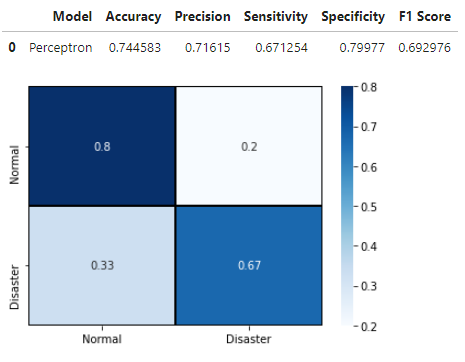 Model Accuracy Precision Sensitivity Specificity F1 Score
0 Perceptron 0.744583 0.71615 0.671254 0.79977 0.692976
0.8
0.7
0.6
0.5
0.4
0.3
0.2
Normal
0.8 0.2
Disaster
0.33 0.67
Normal Disaster